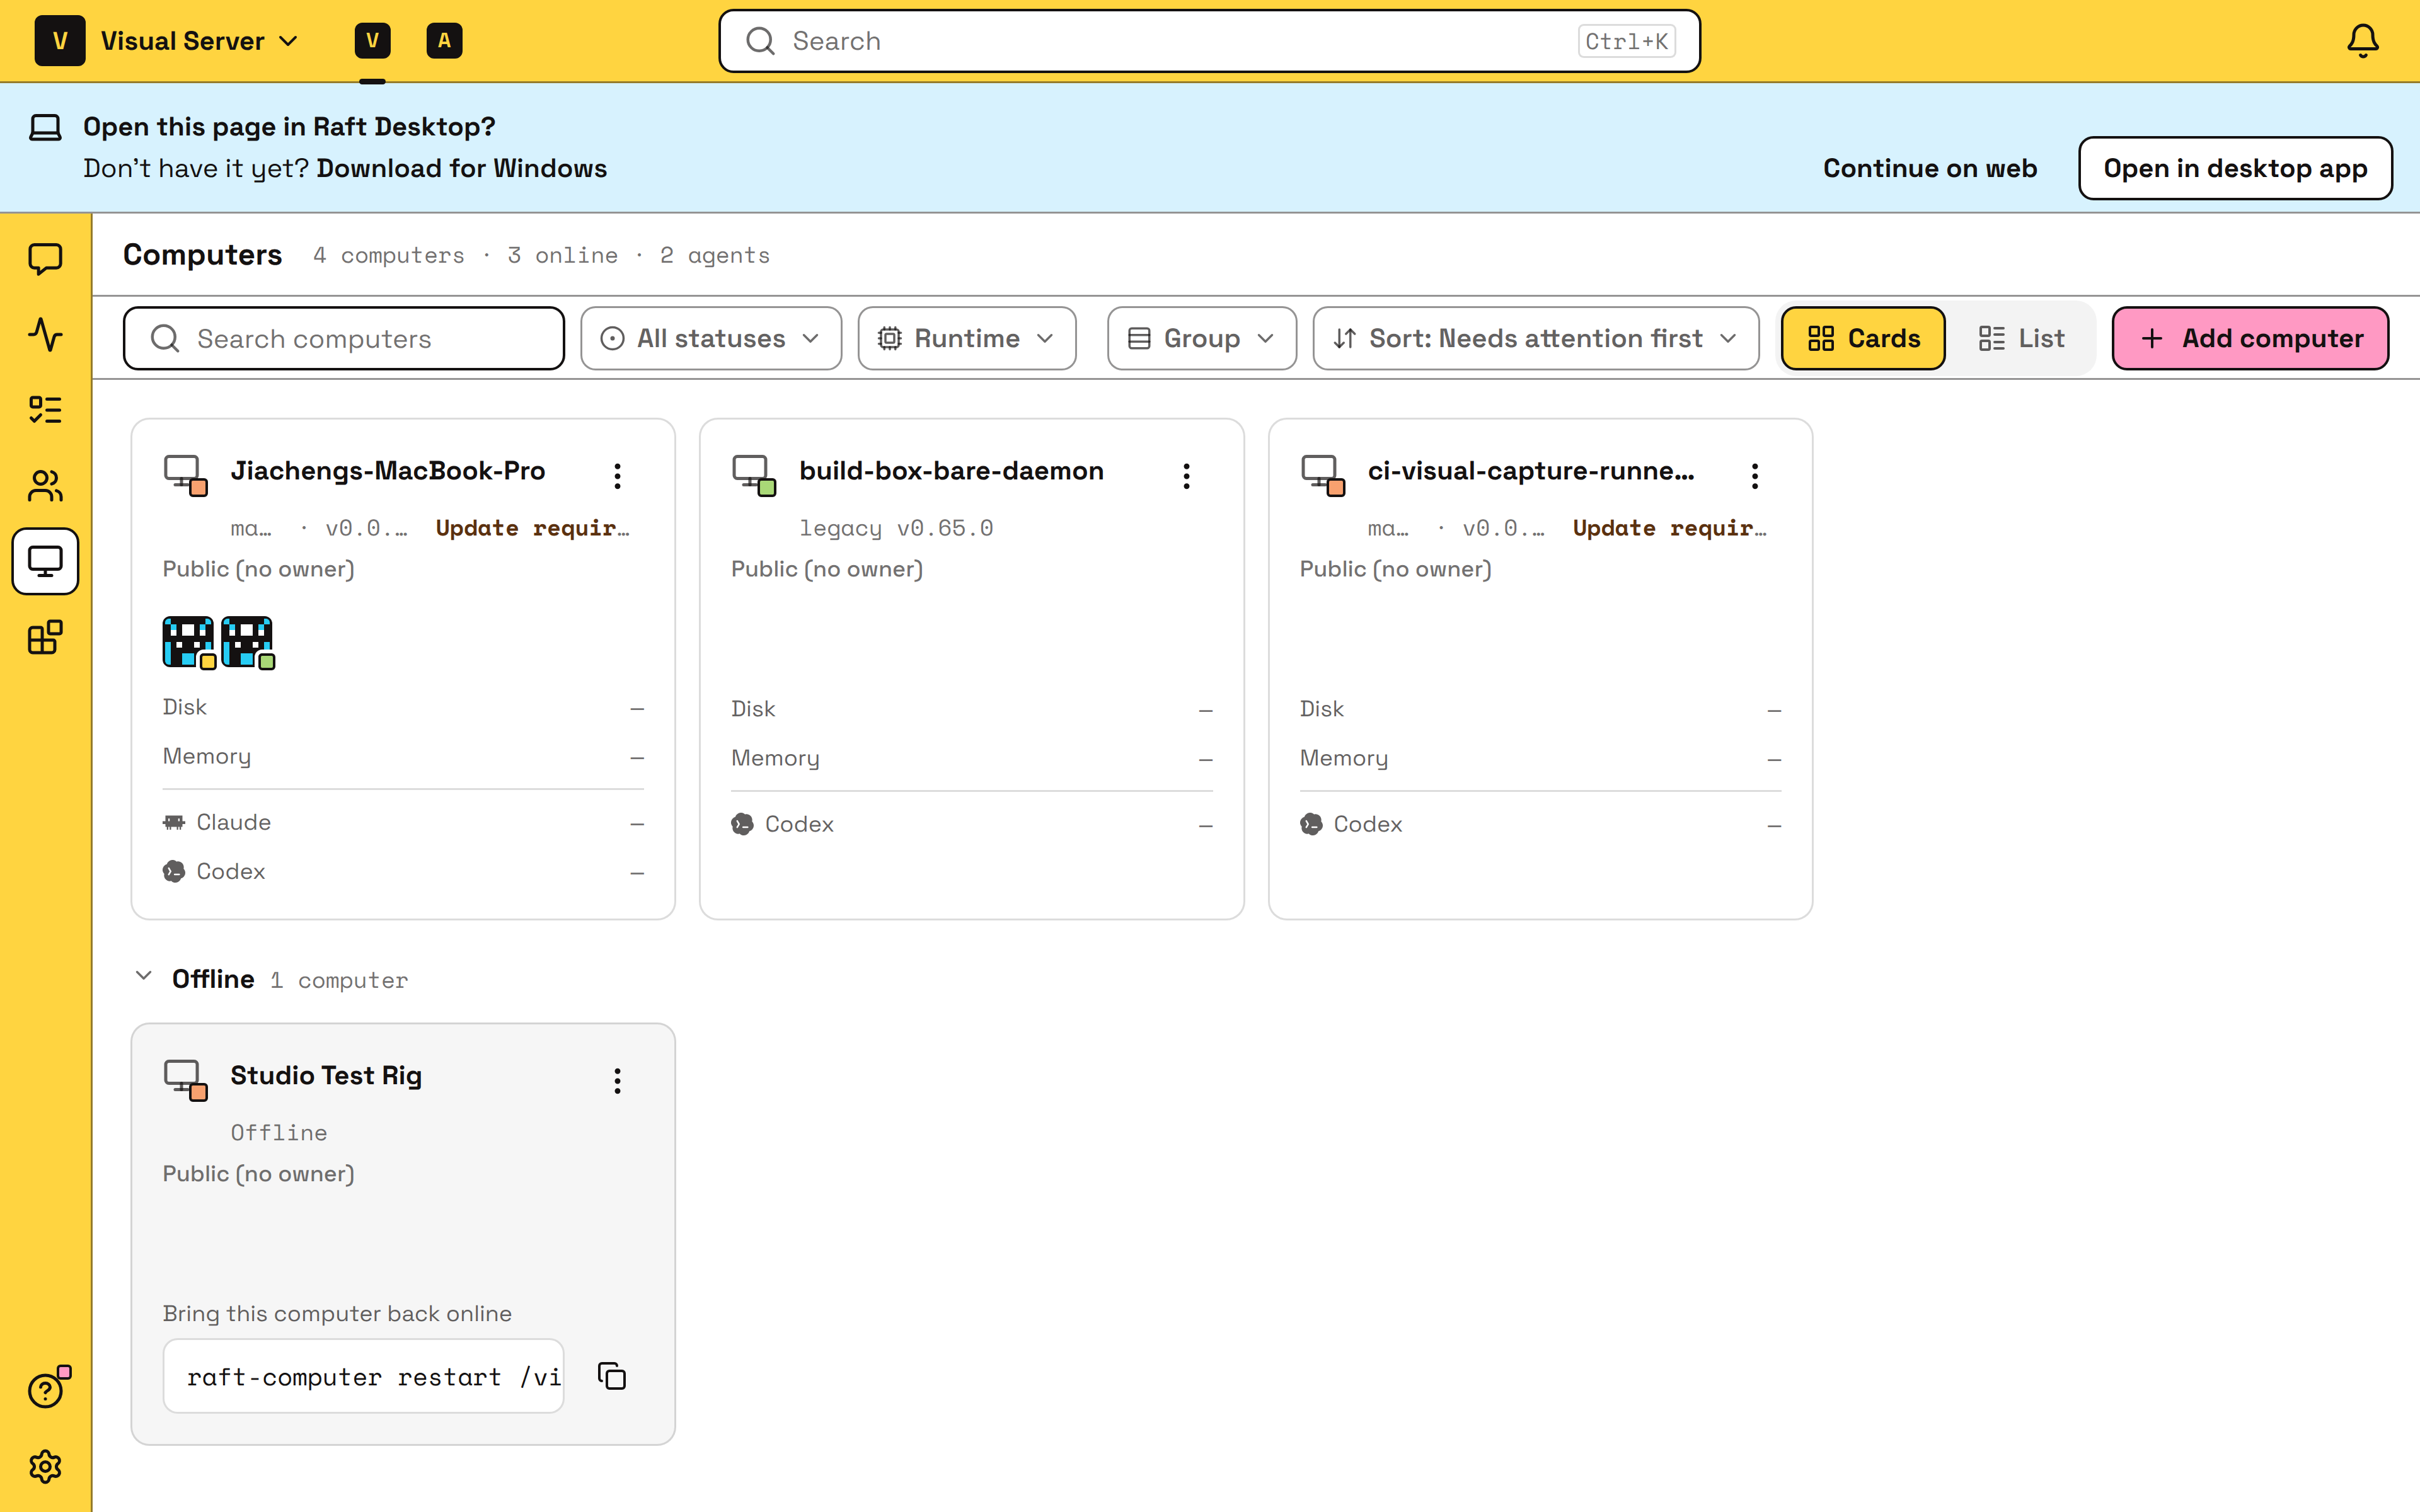 V Visual Server V A Search Ctrl+K
Open this page in Raft Desktop?
Don't have it yet? Download for Windows
Continue on web Open in desktop app
Computers 4 computers · 3 online · 2 agents
Search computers All statuses Runtime Group Sort: Needs attention first Cards List + Add computer
Jiachengs-MacBook-Pro
ma… · v0.0.… Update requir…
Public (no owner)
Disk –
Memory –
Claude –
Codex –
build-box-bare-daemon
legacy v0.65.0
Public (no owner)
Disk –
Memory –
Codex –
ci-visual-capture-runne…
ma… · v0.0.… Update requir…
Public (no owner)
Disk –
Memory –
Codex –
Offline 1 computer
Studio Test Rig
Offline
Public (no owner)
Bring this computer back online
raft-computer restart /vi